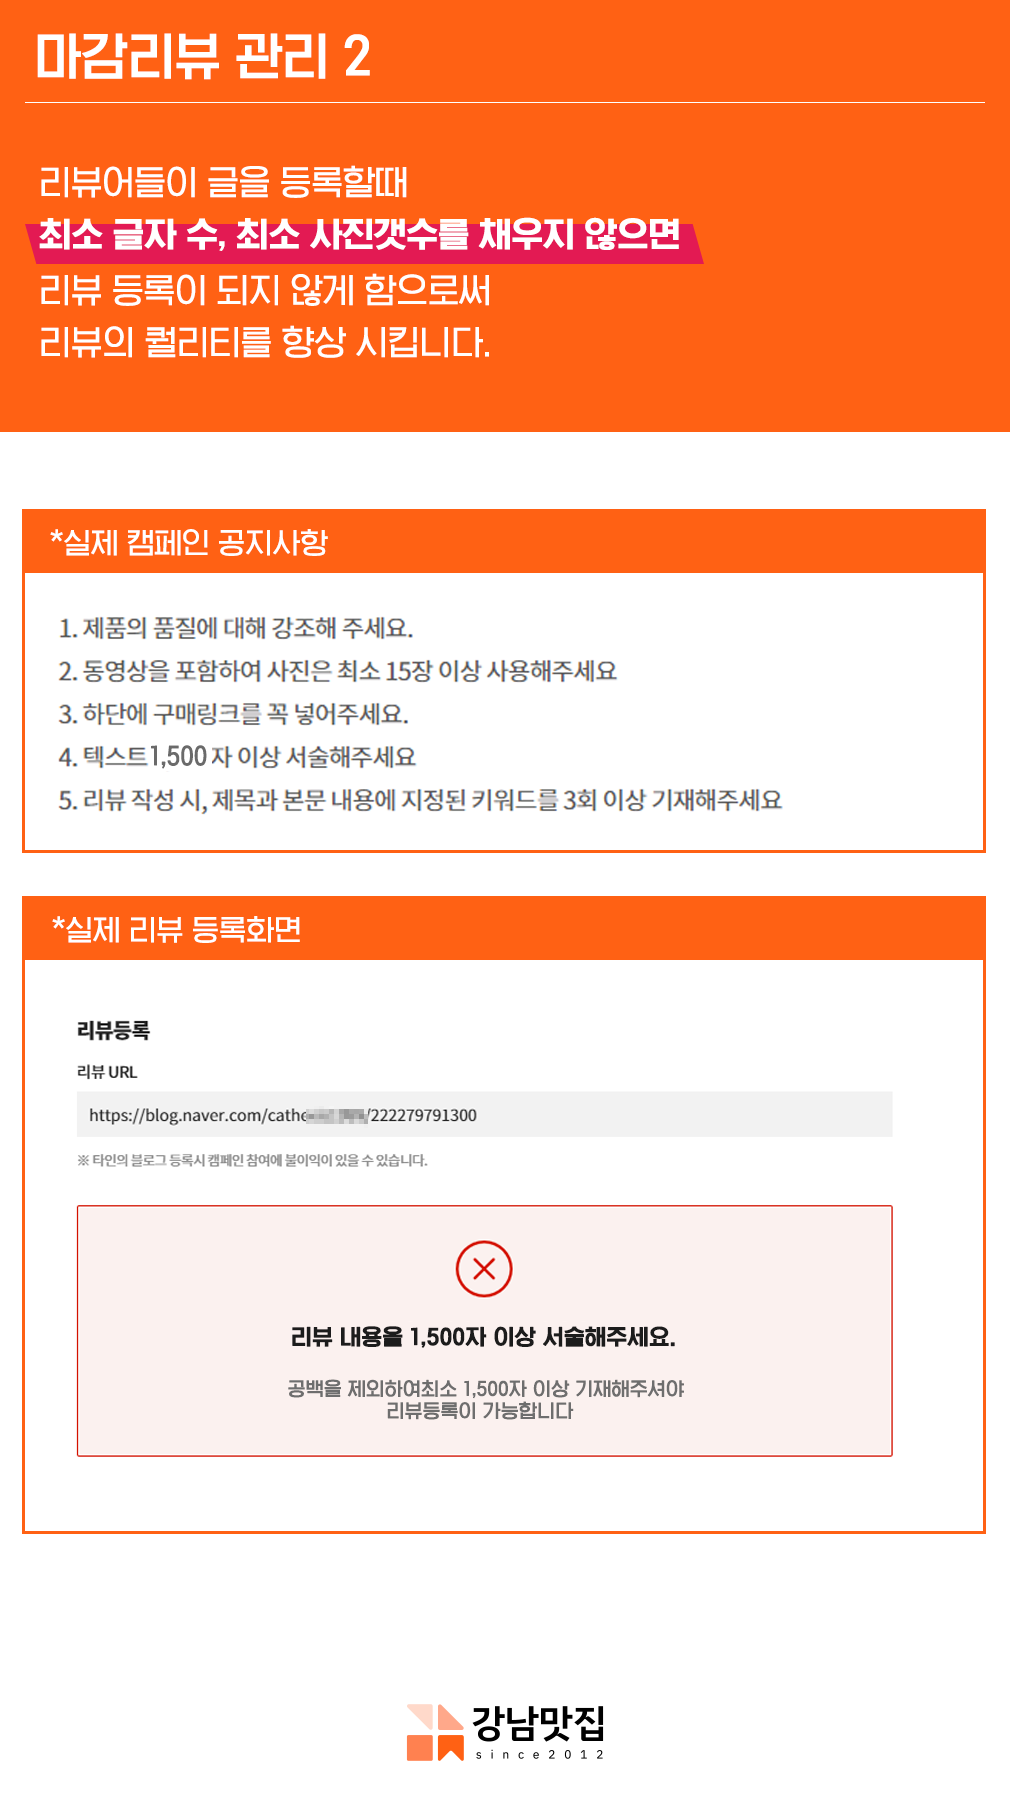 마감리뷰 관리 2
리뷰어들이 글을 등록할때
최소 글자 수, 최소 사진갯수를 채우지 않으면
리뷰 등록이 되지 않게 함으로써
리뷰의 퀄리티를 향상 시킵니다.
*실제 캠페인 공지사항
1. 제품의 품질에 대해 강조해 주세요.
2. 동영상을 포함하여 사진은 최소 15장 이상 사용해주세요
3. 하단에 구매링크를 꼭 넣어주세요.
4. 텍스트1,500 자 이상 서술해주세요
5. 리뷰 작성 시, 제목과 본문 내용에 지정된 키워드를 3회 이상 기재해주세요
*실제 리뷰 등록화면
리뷰등록
리뷰 URL
https://blog.naver.com/cathe /222279791300
※ 타인의 블로그 등록시 캠페인 참여에 불이익이 있을 수 있습니다.
리뷰 내용을 1,500자 이상 서술해주세요.
공백을 제외하여최소 1,500자 이상 기재해주셔야
리뷰등록이 가능합니다
강남맛집
since2012